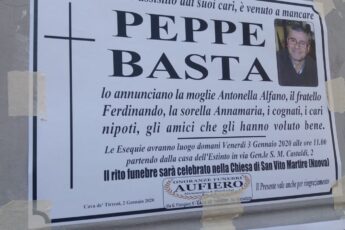 assistito dai suoi cari, è venuto a mancare
PEPPE
BASTA
lo annunciano la moglie Antonella Alfano, il fratello
Ferdinando, la sorella Annamaria, i cognati, i cari
nipoti, gli amici che gli hanno voluto bene.
Le Esequie avranno luogo domani Venerdì 3 Gennaio 2020 alle ore 11.00
partendo dalla casa dell'Estinto in via Gen.le S. M. Castaldi, 2
Il rito funebre sarà celebrato nella Chiesa di San Vito Martire (Nuova)
ONORANZE FUNEBRI
AUFIERO
Cava de' Tirreni, 2 Gennaio 2020
Il Presente vale anche per ringraziamento